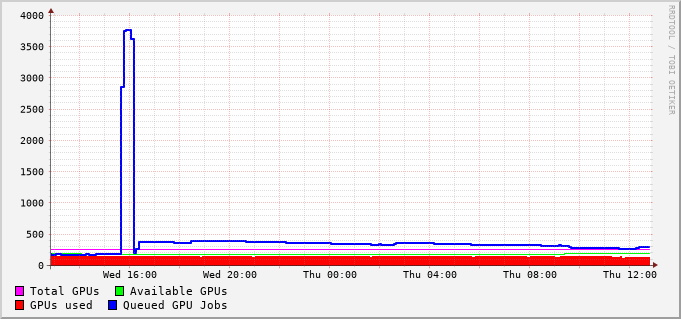 4000
3500
3000
2500
2000
1500
1000
500
0
Wed 16:00 Wed 20:00 Thu 00:00 Thu 04:00 Thu 08:00 Thu 12:00
Total GPUs Available GPUs
GPUs used Queued GPU Jobs
RRDTOOL / TOBI OETIKER